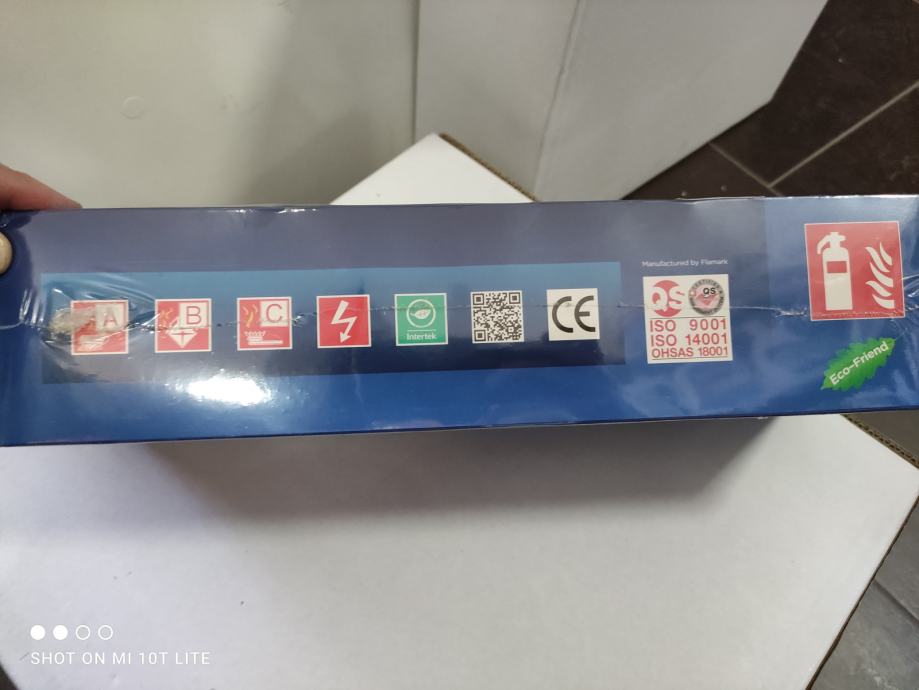 Manufactured by Flamark
A
B
C
Intertek
CE
QS
QS
ISO 9001
ISO 14001
OHSAS 18001
Eco-Friend
SHOT ON MI 10T LITE